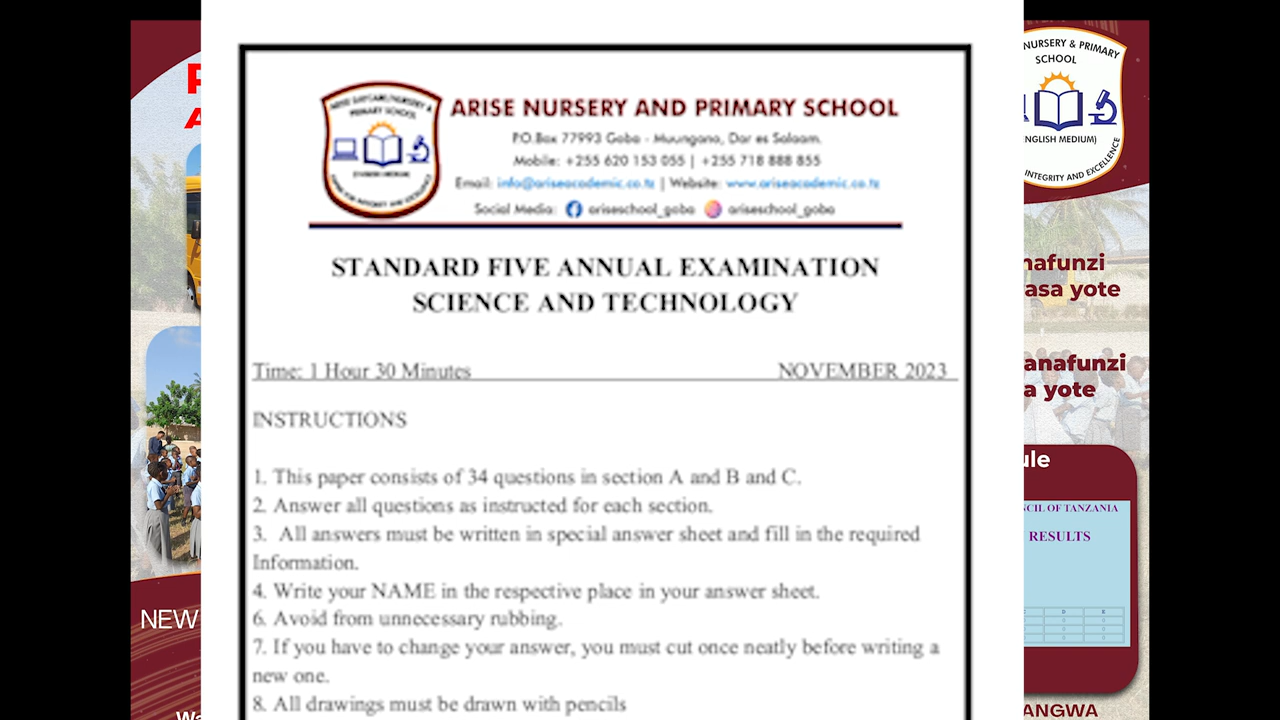 ARISE NURSERY AND PRIMARY SCHOOL
P.O.Box 77993 Goba - Muungano, Dar es Salaam.
Mobile: +255 620 153 055 | +255 718 888 855
Email: info@ariseacademic.co.tz | Website: www.ariseacademic.co.tz
Social Media: ariseschool_goba ariseschool_goba
STANDARD FIVE ANNUAL EXAMINATION
SCIENCE AND TECHNOLOGY
Time: 1 Hour 30 Minutes NOVEMBER 2023
INSTRUCTIONS
1. This paper consists of 34 questions in section A and B and C.
2. Answer all questions as instructed for each section.
3. All answers must be written in special answer sheet and fill in the required
Information.
4. Write your NAME in the respective place in your answer sheet.
6. Avoid from unnecessary rubbing.
7. If you have to change your answer, you must cut once neatly before writing a
new one.
8. All drawings must be drawn with pencils
NEW
NURSERY & PRIMARY
SCHOOL
NGLISH MEDIUM)
INTEGRITY AND EXCELLENCE
nafunzi
asa yote
anafunzi
a yote
ule
CIL OF TANZANIA
RESULTS
ANGWA